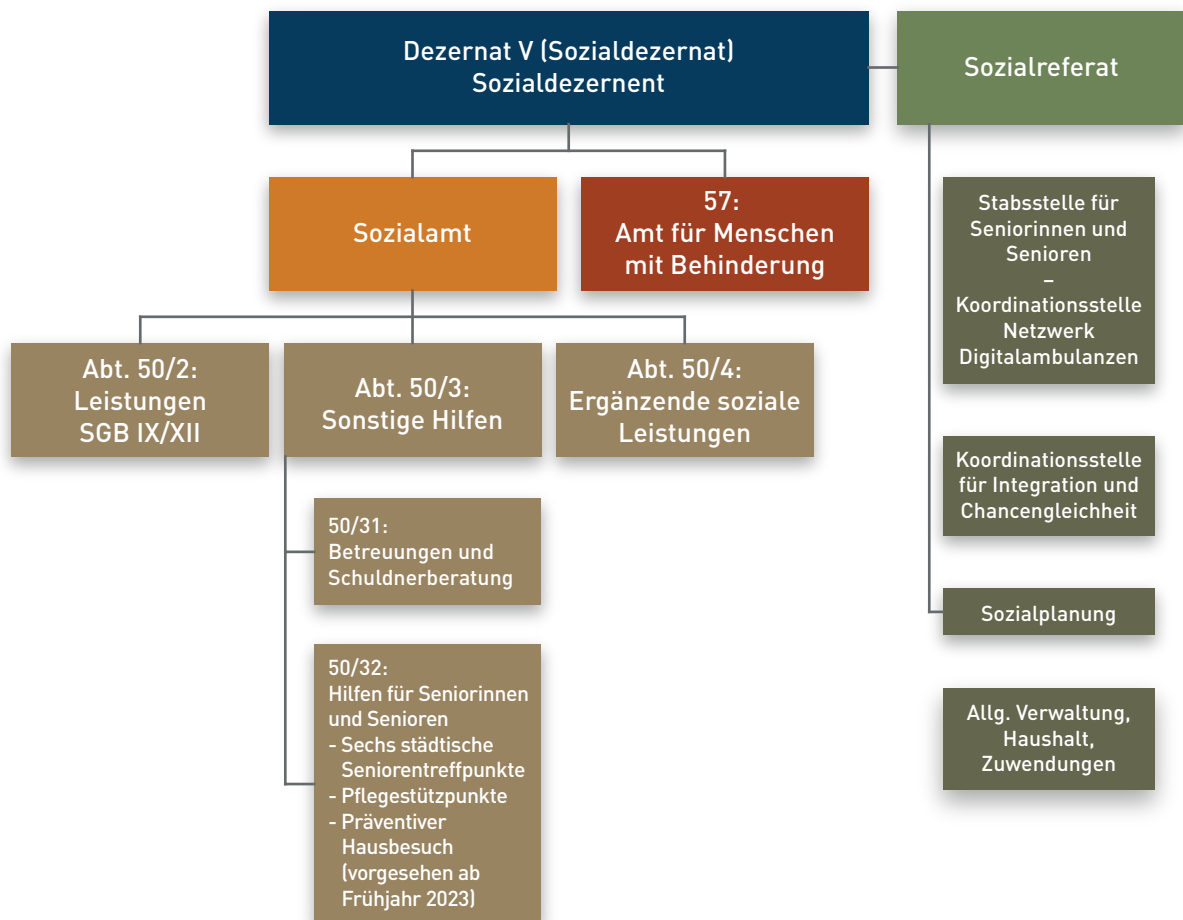 Dezernat V (Sozialdezernat)
Sozialdezernent
Sozialreferat
Sozialamt
57:
Amt für Menschen
mit Behinderung
Abt. 50/2:
Leistungen
SGB IX/XII
Abt. 50/3:
Sonstige Hilfen
Abt. 50/4:
Ergänzende soziale
Leistungen
50/31:
Betreuungen und
Schuldnerberatung
50/32:
Hilfen für Seniorinnen
und Senioren
- Sechs städtische
Seniorentreffpunkte
- Pflegestützpunkte
- Präventiver
Hausbesuch
(vorgesehen ab
Frühjahr 2023)
Stabsstelle für
Seniorinnen und
Senioren
–
Koordinationsstelle
Netzwerk
Digitalambulanzen
Koordinationsstelle
für Integration und
Chancengleichheit
Sozialplanung
Allg. Verwaltung,
Haushalt,
Zuwendungen